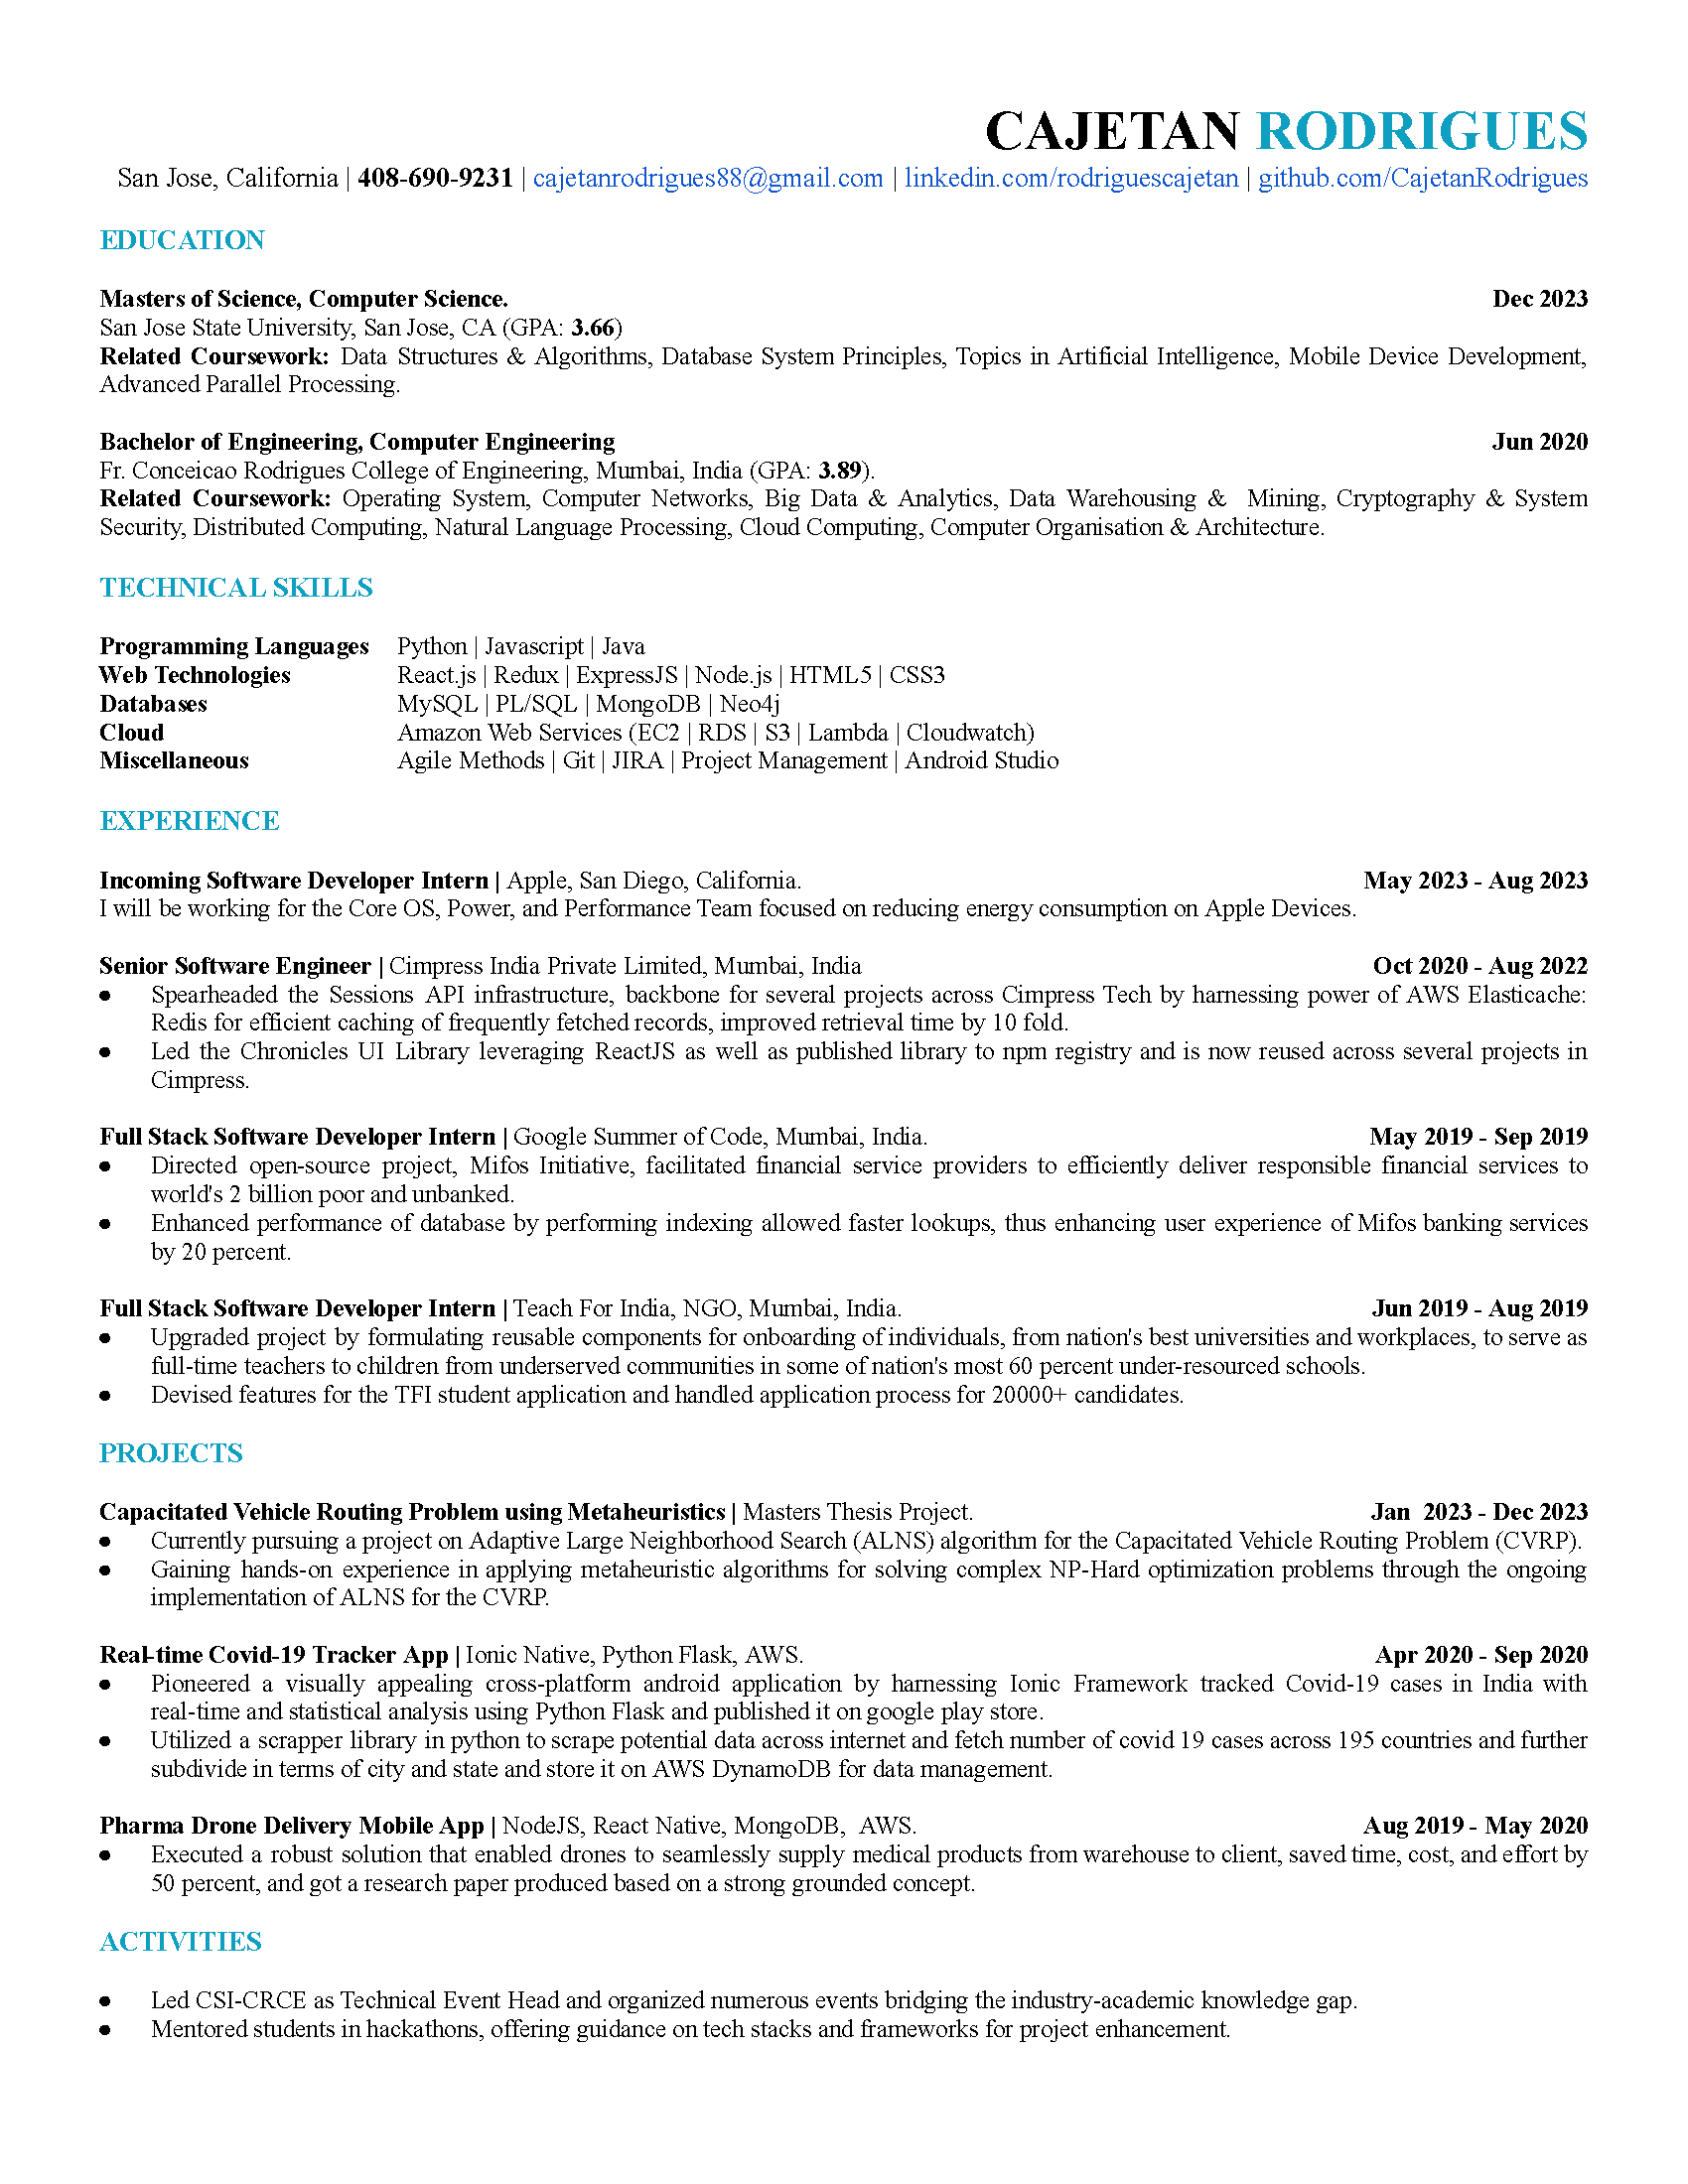 CAJETAN RODRIGUES
San Jose, California | 408-690-9231 | cajetanrodrigues88@gmail.com | linkedin.com/rodriguescajetan | github.com/CajetanRodrigues
EDUCATION
Masters of Science, Computer Science. Dec 2023
San Jose State University, San Jose, CA (GPA: 3.66)
Related Coursework: Data Structures & Algorithms, Database System Principles, Topics in Artificial Intelligence, Mobile Device Development,
Advanced Parallel Processing.
Bachelor of Engineering, Computer Engineering Jun 2020
Fr. Conceicao Rodrigues College of Engineering, Mumbai, India (GPA: 3.89).
Related Coursework: Operating System, Computer Networks, Big Data & Analytics, Data Warehousing & Mining, Cryptography & System
Security, Distributed Computing, Natural Language Processing, Cloud Computing, Computer Organisation & Architecture.
TECHNICAL SKILLS
Programming Languages Python | Javascript | Java
Web Technologies React.js | Redux | ExpressJS | Node.js | HTML5 | CSS3
Databases MySQL | PL/SQL | MongoDB | Neo4j
Cloud Amazon Web Services (EC2 | RDS | S3 | Lambda | Cloudwatch)
Miscellaneous Agile Methods | Git | JIRA | Project Management | Android Studio
EXPERIENCE
Incoming Software Developer Intern | Apple, San Diego, California. May 2023 - Aug 2023
I will be working for the Core OS, Power, and Performance Team focused on reducing energy consumption on Apple Devices.
Senior Software Engineer | Cimpress India Private Limited, Mumbai, India Oct 2020 - Aug 2022
● Spearheaded the Sessions API infrastructure, backbone for several projects across Cimpress Tech by harnessing power of AWS Elasticache:
Redis for efficient caching of frequently fetched records, improved retrieval time by 10 fold.
● Led the Chronicles UI Library leveraging ReactJS as well as published library to npm registry and is now reused across several projects in
Cimpress.
Full Stack Software Developer Intern | Google Summer of Code, Mumbai, India. May 2019 - Sep 2019
● Directed open-source project, Mifos Initiative, facilitated financial service providers to efficiently deliver responsible financial services to
world's 2 billion poor and unbanked.
● Enhanced performance of database by performing indexing allowed faster lookups, thus enhancing user experience of Mifos banking services
by 20 percent.
Full Stack Software Developer Intern | Teach For India, NGO, Mumbai, India. Jun 2019 - Aug 2019
● Upgraded project by formulating reusable components for onboarding of individuals, from nation's best universities and workplaces, to serve as
full-time teachers to children from underserved communities in some of nation's most 60 percent under-resourced schools.
● Devised features for the TFI student application and handled application process for 20000+ candidates.
PROJECTS
Capacitated Vehicle Routing Problem using Metaheuristics | Masters Thesis Project. Jan 2023 - Dec 2023
● Currently pursuing a project on Adaptive Large Neighborhood Search (ALNS) algorithm for the Capacitated Vehicle Routing Problem (CVRP).
● Gaining hands-on experience in applying metaheuristic algorithms for solving complex NP-Hard optimization problems through the ongoing
implementation of ALNS for the CVRP.
Real-time Covid-19 Tracker App | Ionic Native, Python Flask, AWS. Apr 2020 - Sep 2020
● Pioneered a visually appealing cross-platform android application by harnessing Ionic Framework tracked Covid-19 cases in India with
real-time and statistical analysis using Python Flask and published it on google play store.
● Utilized a scrapper library in python to scrape potential data across internet and fetch number of covid 19 cases across 195 countries and further
subdivide in terms of city and state and store it on AWS DynamoDB for data management.
Pharma Drone Delivery Mobile App | NodeJS, React Native, MongoDB, AWS. Aug 2019 - May 2020
● Executed a robust solution that enabled drones to seamlessly supply medical products from warehouse to client, saved time, cost, and effort by
50 percent, and got a research paper produced based on a strong grounded concept.
ACTIVITIES
● Led CSI-CRCE as Technical Event Head and organized numerous events bridging the industry-academic knowledge gap.
● Mentored students in hackathons, offering guidance on tech stacks and frameworks for project enhancement.